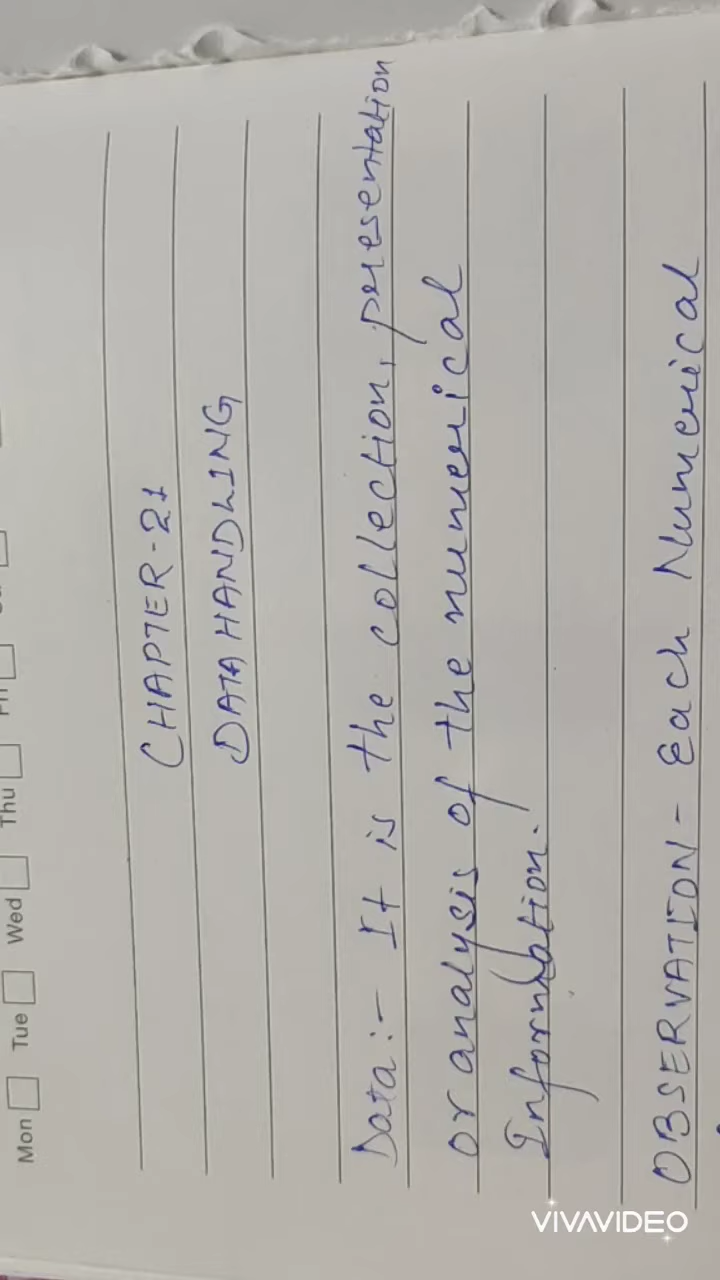 Mon Tue Wed Thu Fri
CHAPTER-21
DATA HANDLING
Data:- It is the collection, presentation
or analysis of the numerical
Information.
OBSERVATION- Each Numerical
VIVAVIDEO